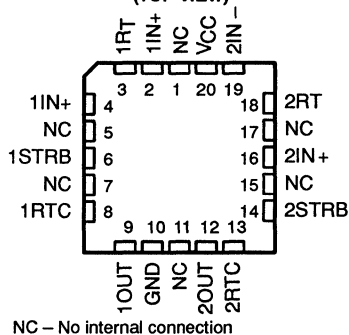 1RT 1IN+ NC VCC 2IN−
3 2 1 20 19
1IN+ 4 18 2RT
NC 5 17 NC
1STRB 6 16 2IN+
NC 7 15 NC
1RTC 8 14 2STRB
9 10 11 12 13
1OUT GND NC 2OUT 2RTC
NC – No internal connection